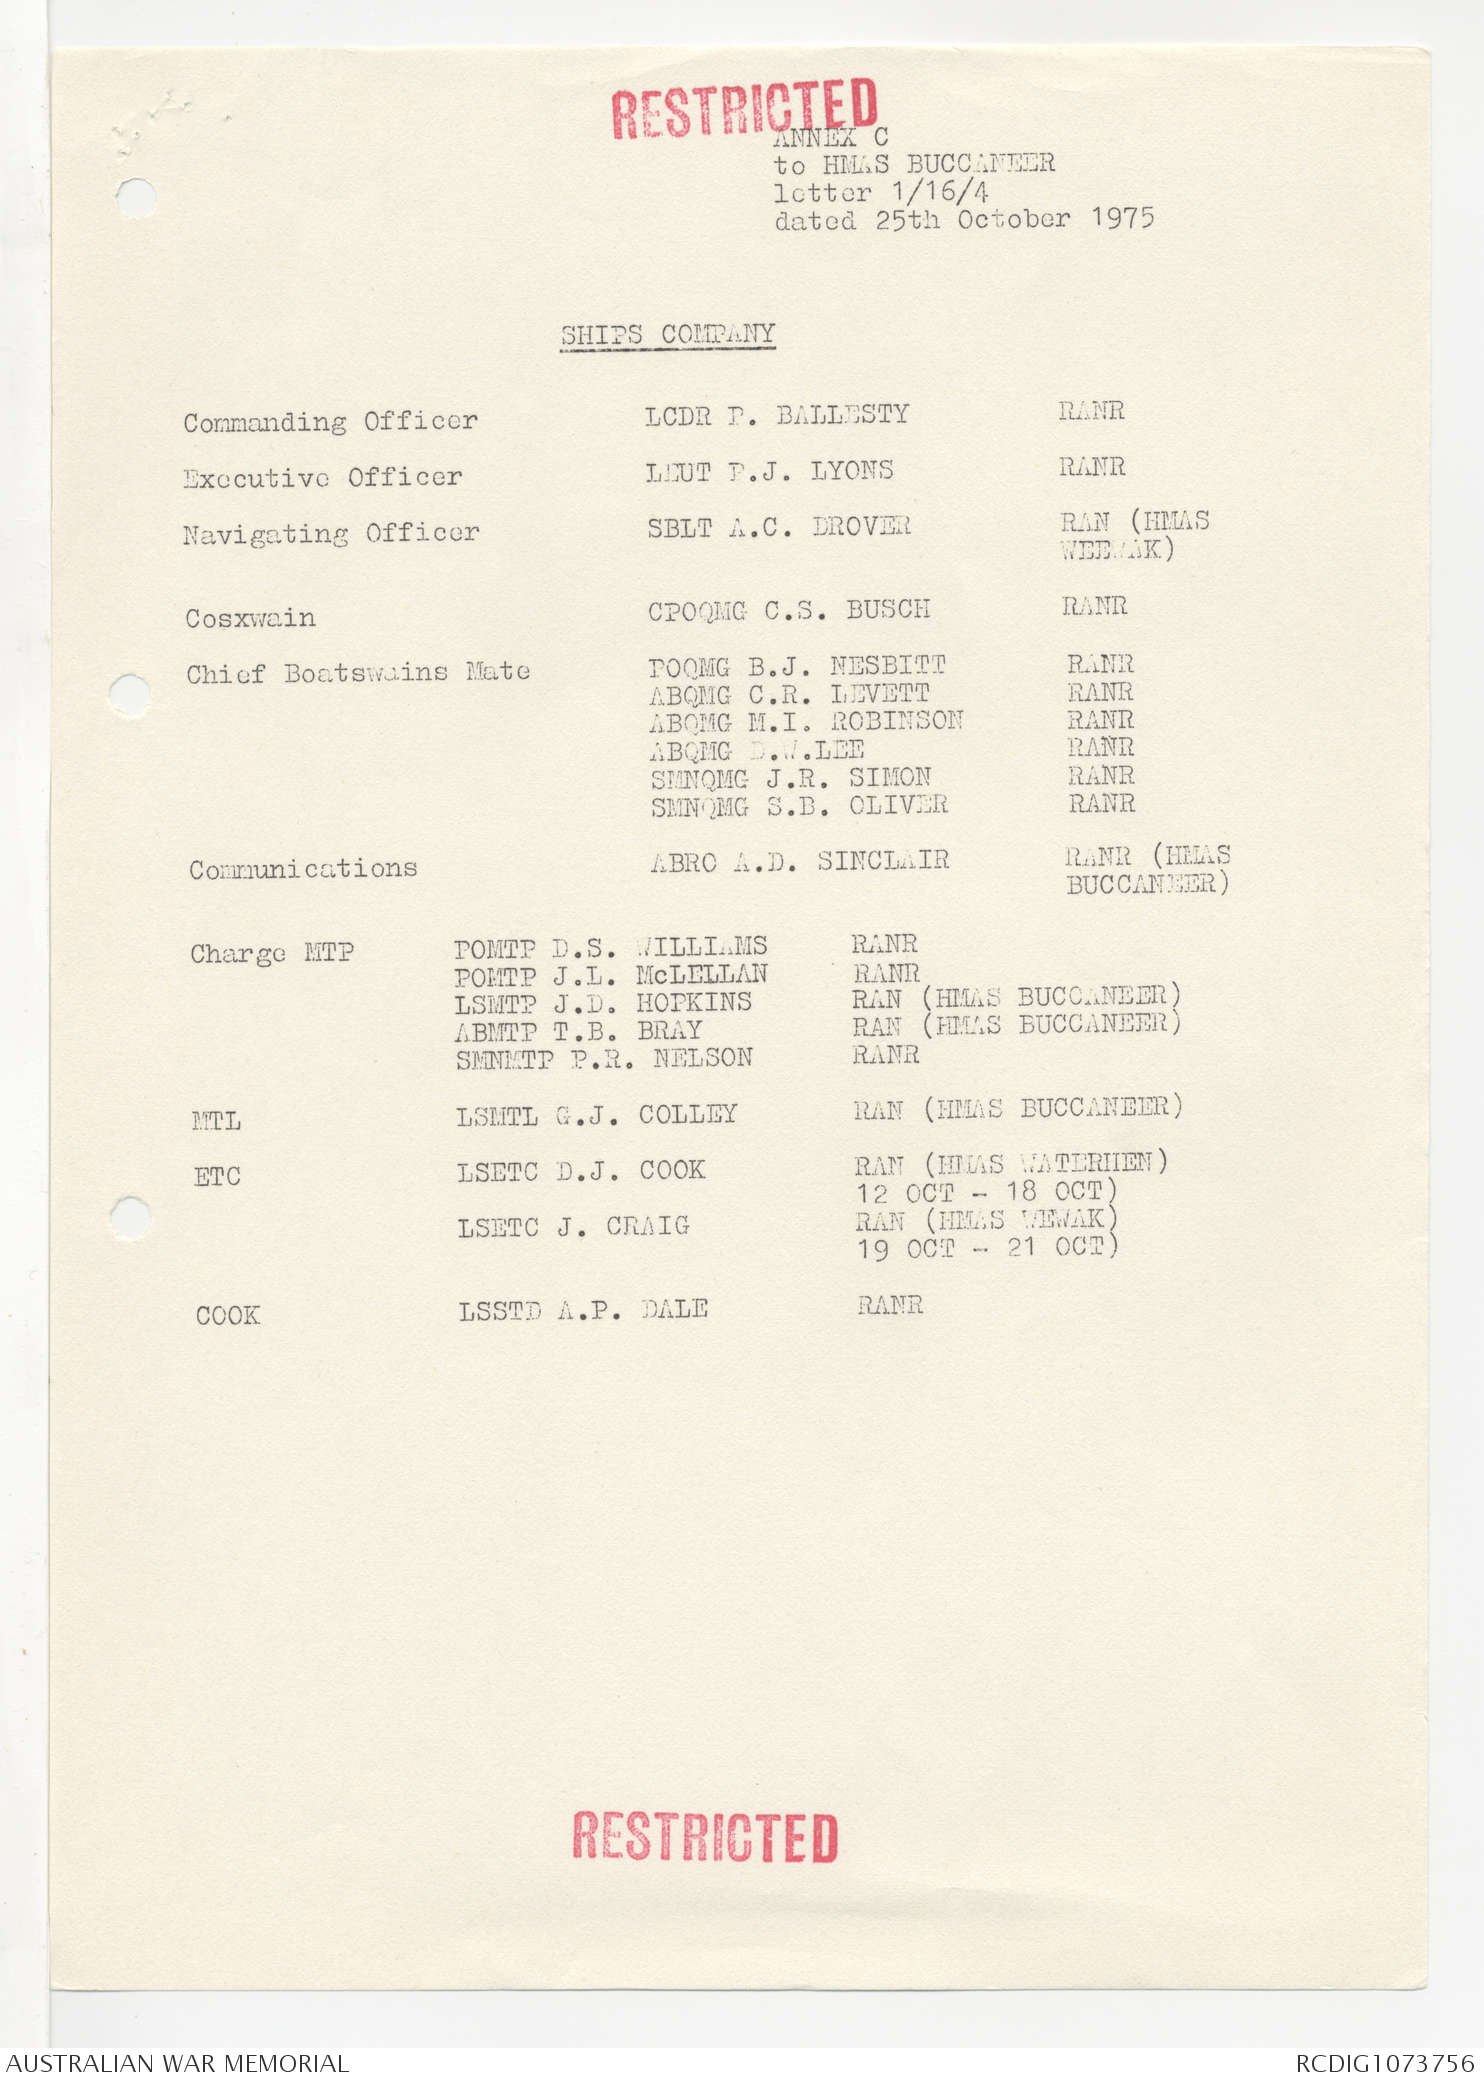 RESTRICTED
ANNEX C
to HMAS BUCCANEER
letter 1/16/4
dated 25th October 1975
SHIPS COMPANY
Commanding Officer LCDR P. BALLESTY RANR
Executive Officer LEUT P.J. LYONS RANR
Navigating Officer SBLT A.C. DROVER RAN (HMAS
WEEWAK)
Cosxwain CPOQMG C.S. BUSCH RANR
Chief Boatswains Mate POQMG B.J. NESBITT RANR
ABQMG C.R. LEVETT RANR
ABQMG M.I. ROBINSON RANR
ABQMG D.W.LEE RANR
SMNQMG J.R. SIMON RANR
SMNQMG S.B. OLIVER RANR
Communications ABRO A.D. SINCLAIR RANR (HMAS
BUCCANEER)
Charge MTP POMTP D.S. WILLIAMS RANR
POMTP J.L. McLELLAN RANR
LSMTP J.D. HOPKINS RAN (HMAS BUCCANEER)
ABMTP T.B. BRAY RAN (HMAS BUCCANEER)
SMNMTP P.R. NELSON RANR
MTL LSMTL G.J. COLLEY RAN (HMAS BUCCANEER)
ETC LSETC D.J. COOK RAN (HMAS WATERHEN)
12 OCT - 18 OCT)
LSETC J. CRAIG RAN (HMAS WEWAK)
19 OCT - 21 OCT)
COOK LSSTD A.P. DALE RANR
RESTRICTED
AUSTRALIAN WAR MEMORIAL RCDIG1073756